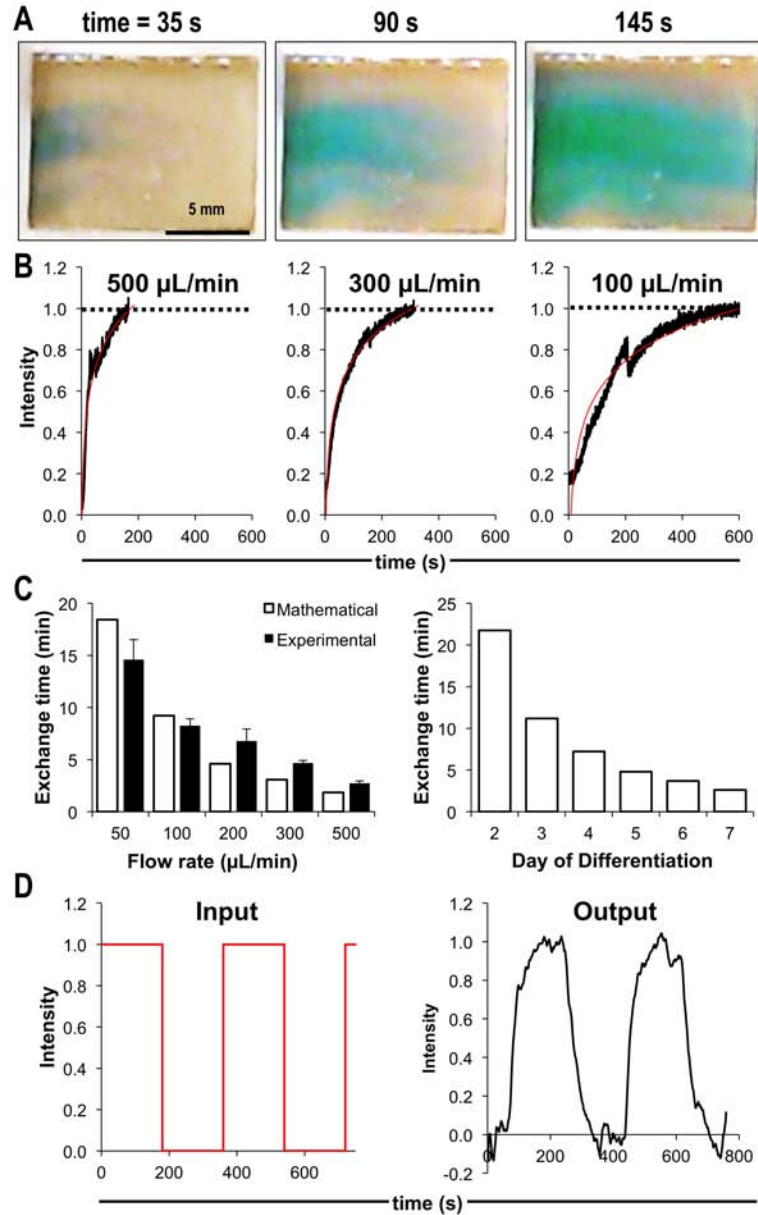 A
time = 35 s 90 s 145 s
5 mm
B
500 µL/min 300 µL/min 100 µL/min
Intensity
1.2
1.0
0.8
0.6
0.4
0.2
0.0
0 200 400 600 0 200 400 600 0 200 400 600
time (s)
C
Exchange time (min)
20
15
10
5
0
Mathematical
Experimental
50 100 200 300 500
Flow rate (µL/min)
Exchange time (min)
25
20
15
10
5
0
2 3 4 5 6 7
Day of Differentiation
D
Input
Intensity
1.2
1.0
0.8
0.6
0.4
0.2
0.0
0 200 400 600
Output
Intensity
1.2
1.0
0.8
0.6
0.4
0.2
0.0
-0.2
0 200 400 600 800
time (s)